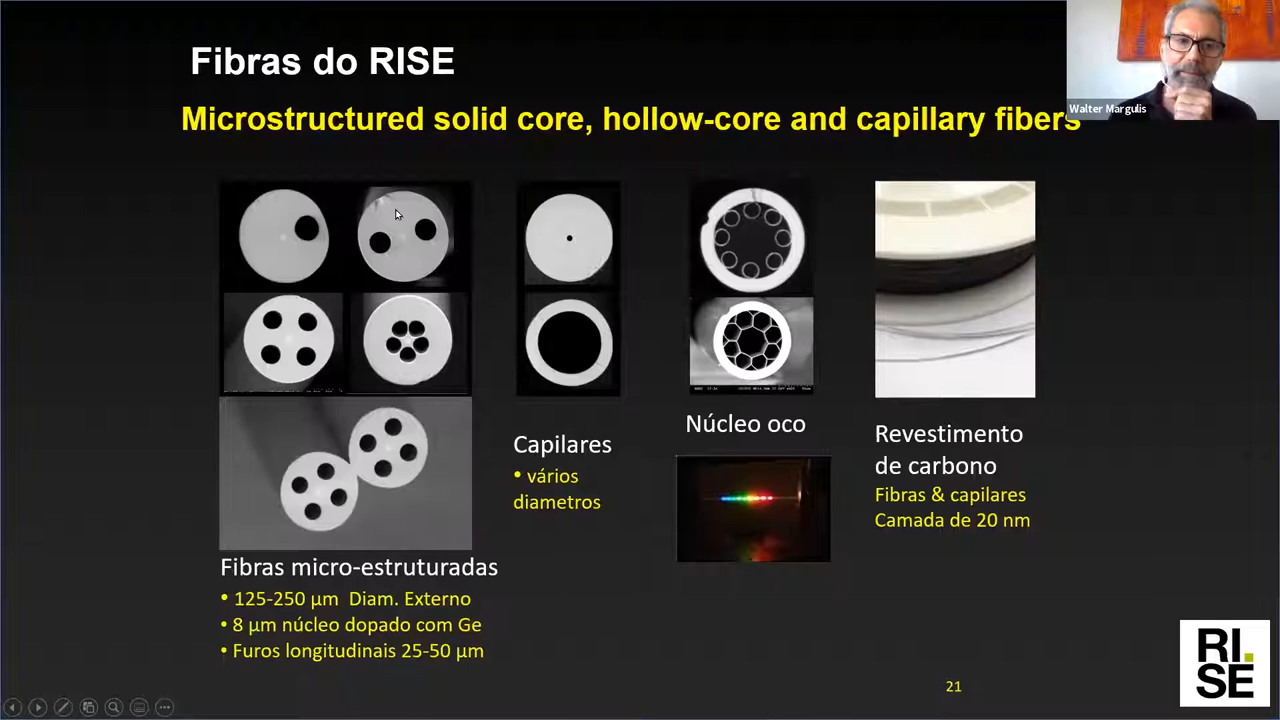 Fibras do RISE
Walter Margulis
Microstructured solid core, hollow-core and capillary fibers
Núcleo oco
Capilares
• vários
diametros
Revestimento
de carbono
Fibras & capilares
Camada de 20 nm
Fibras micro-estruturadas
• 125-250 µm Diam. Externo
• 8 µm núcleo dopado com Ge
• Furos longitudinais 25-50 µm
21
RI.
SE